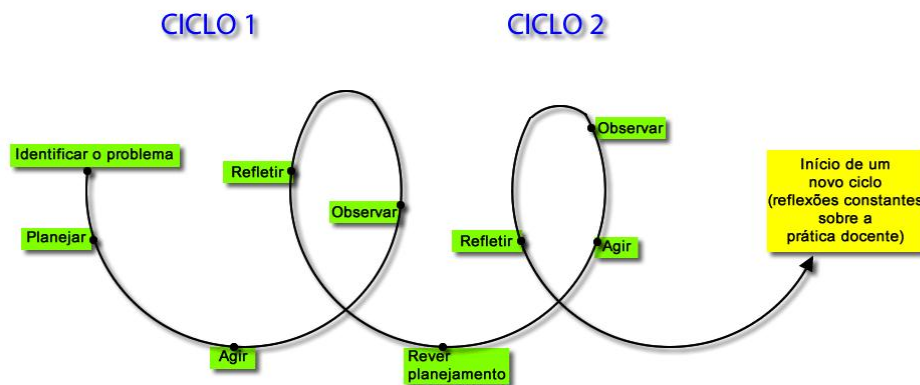 CICLO 1
CICLO 2
Identificar o problema
Planejar
Agir
Observar
Refletir
Rever
planejamento
Agir
Observar
Refletir
Início de um
novo ciclo
(reflexões constantes
sobre a
prática docente)